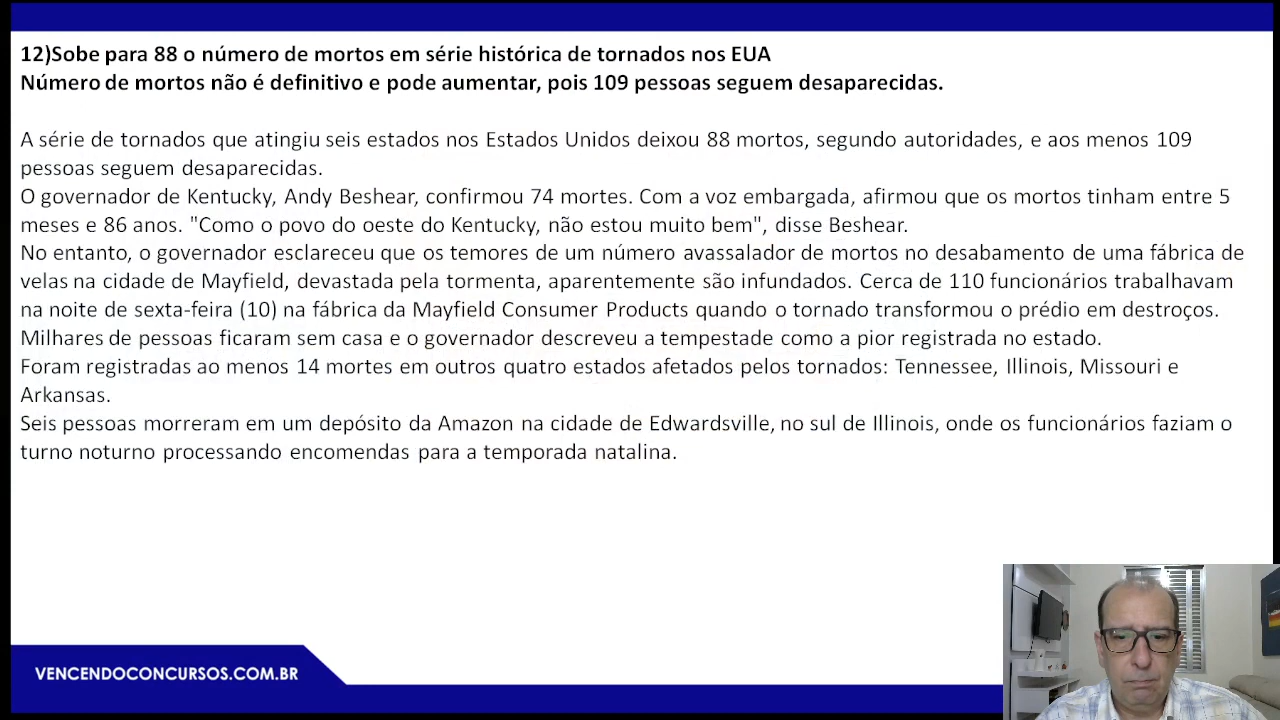 12)Sobe para 88 o número de mortos em série histórica de tornados nos EUA
Número de mortos não é definitivo e pode aumentar, pois 109 pessoas seguem desaparecidas.
A série de tornados que atingiu seis estados nos Estados Unidos deixou 88 mortos, segundo autoridades, e aos menos 109
pessoas seguem desaparecidas.
O governador de Kentucky, Andy Beshear, confirmou 74 mortes. Com a voz embargada, afirmou que os mortos tinham entre 5
meses e 86 anos. "Como o povo do oeste do Kentucky, não estou muito bem", disse Beshear.
No entanto, o governador esclareceu que os temores de um número avassalador de mortos no desabamento de uma fábrica de
velas na cidade de Mayfield, devastada pela tormenta, aparentemente são infundados. Cerca de 110 funcionários trabalhavam
na noite de sexta-feira (10) na fábrica da Mayfield Consumer Products quando o tornado transformou o prédio em destroços.
Milhares de pessoas ficaram sem casa e o governador descreveu a tempestade como a pior registrada no estado.
Foram registradas ao menos 14 mortes em outros quatro estados afetados pelos tornados: Tennessee, Illinois, Missouri e
Arkansas.
Seis pessoas morreram em um depósito da Amazon na cidade de Edwardsville, no sul de Illinois, onde os funcionários faziam o
turno noturno processando encomendas para a temporada natalina.
VENCENDOCONCURSOS.COM.BR